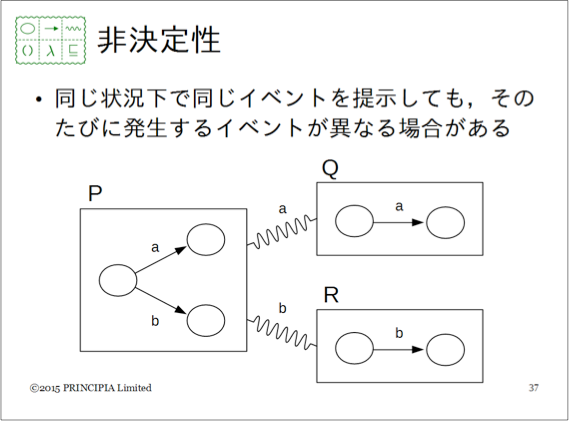 非決定性
• 同じ状況下で同じイベントを提示しても，その
たびに発生するイベントが異なる場合がある
P
a
b
a
b
Q
a
R
b
©2015 PRINCIPIA Limited
37
() λ ⊑